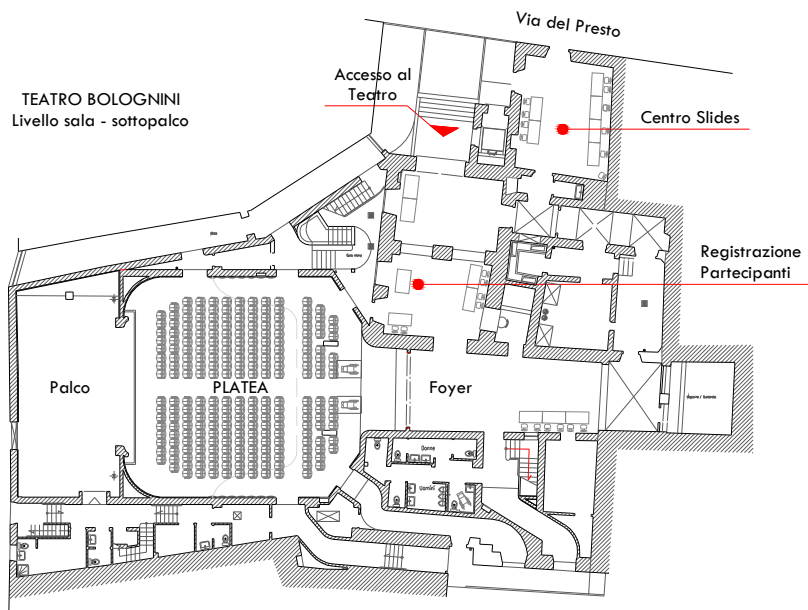 Via del Presto
Accesso al
Teatro
TEATRO BOLOGNINI
Livello sala - sottopalco
Centro Slides
Registrazione
Partecipanti
Palco
PLATEA
Foyer
Donne
Uomini